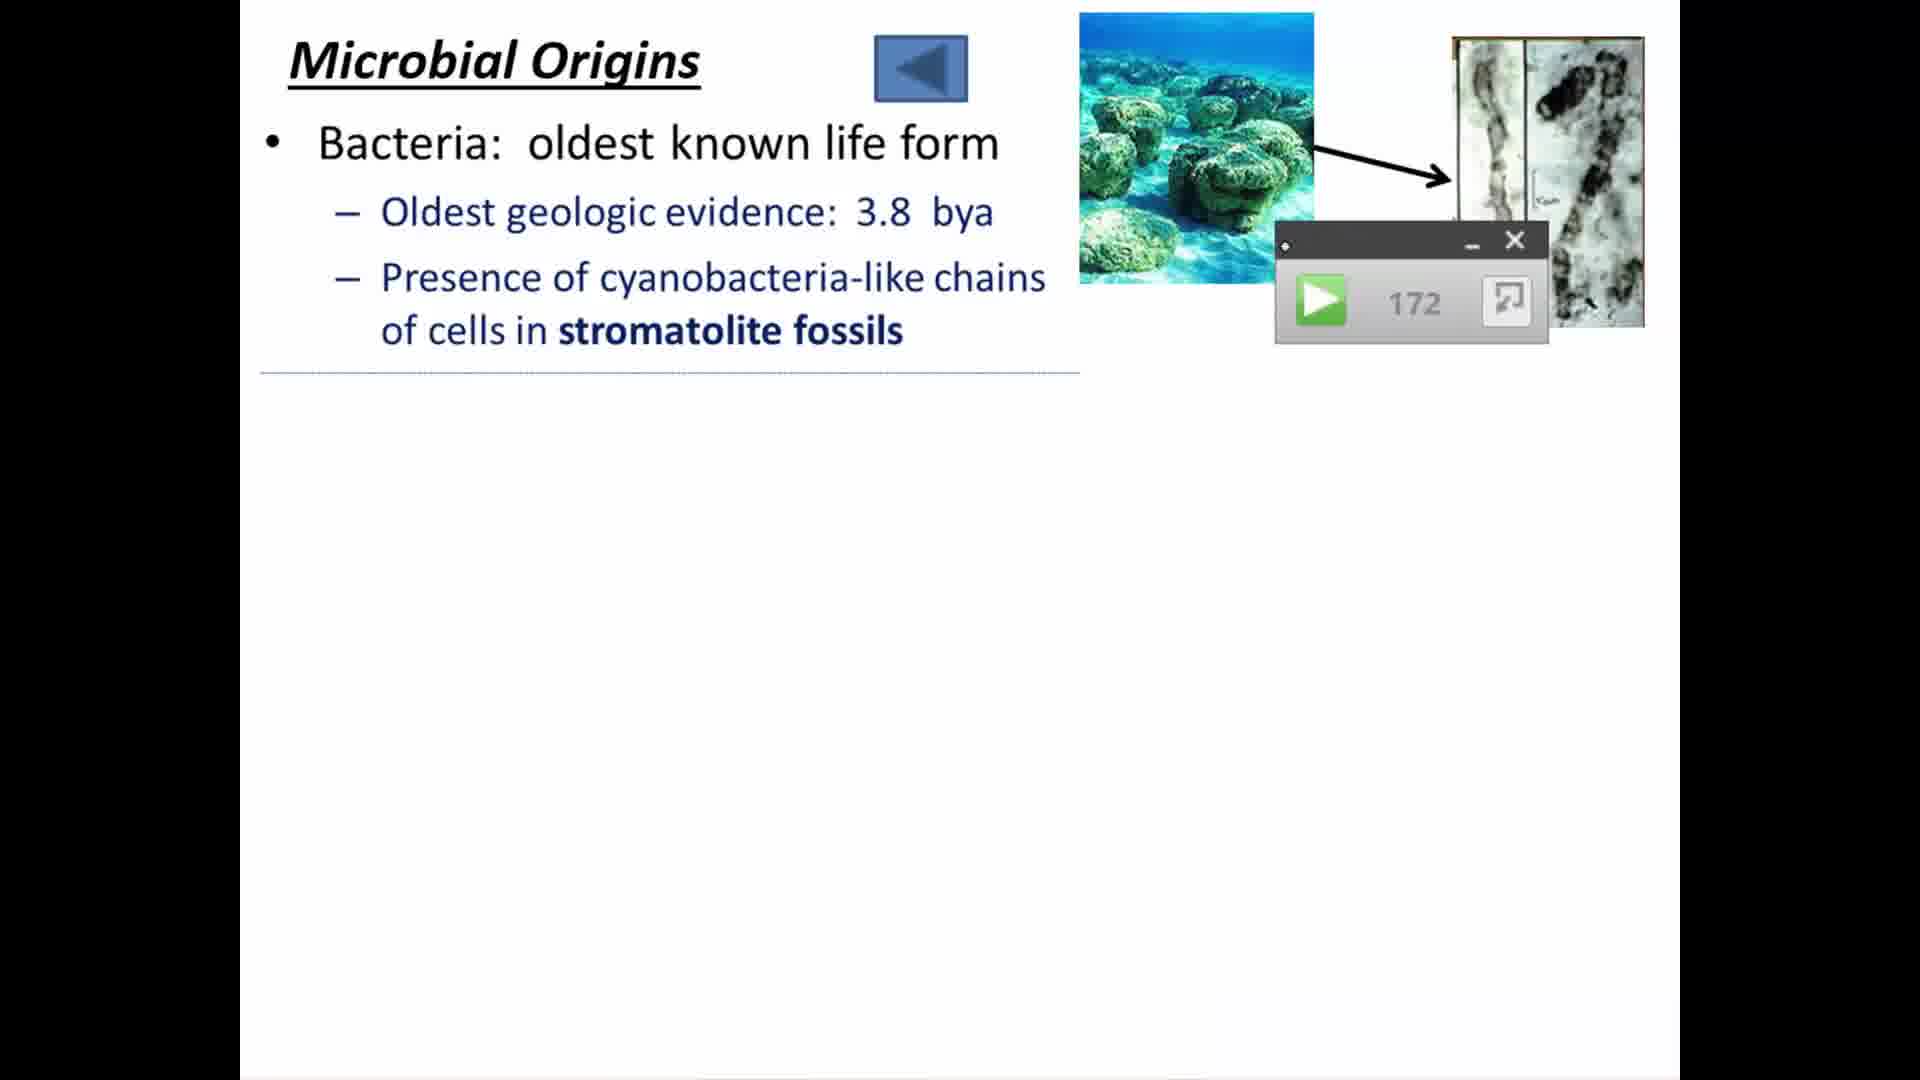 Microbial Origins
• Bacteria: oldest known life form
– Oldest geologic evidence: 3.8 bya
– Presence of cyanobacteria-like chains
of cells in stromatolite fossils
172